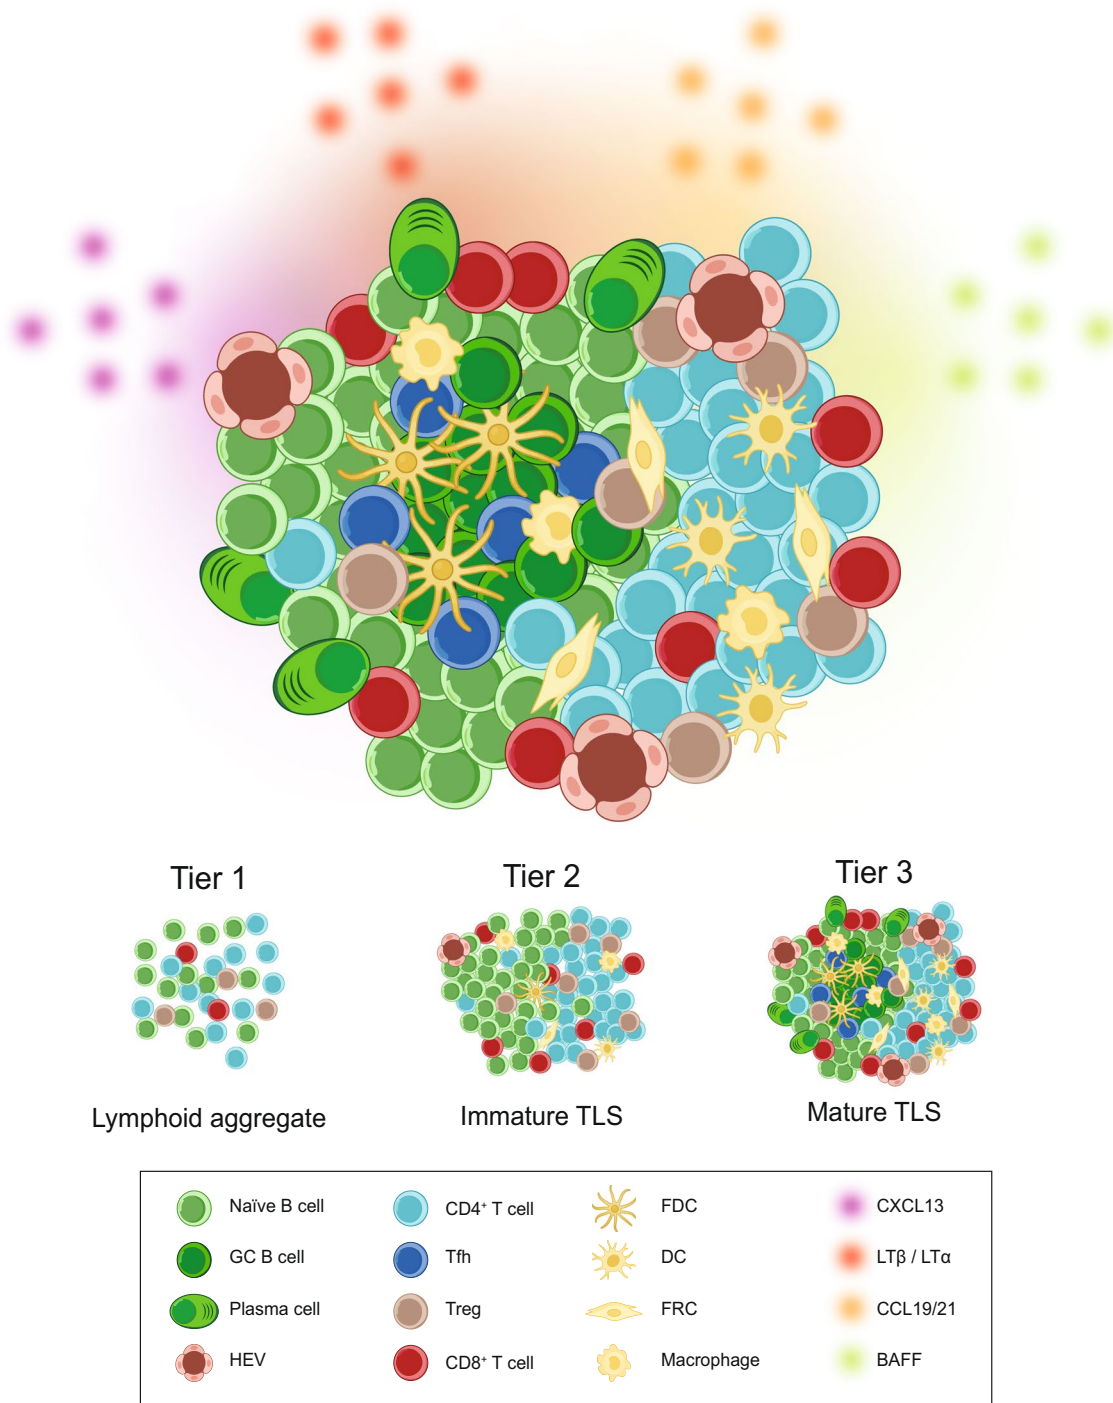 Tier 1
Tier 2
Tier 3
Lymphoid aggregate
Immature TLS
Mature TLS
Naïve B cell
CD4⁺ T cell
FDC
CXCL13
GC B cell
Tfh
DC
LTβ / LTα
Plasma cell
Treg
FRC
CCL19/21
HEV
CD8⁺ T cell
Macrophage
BAFF